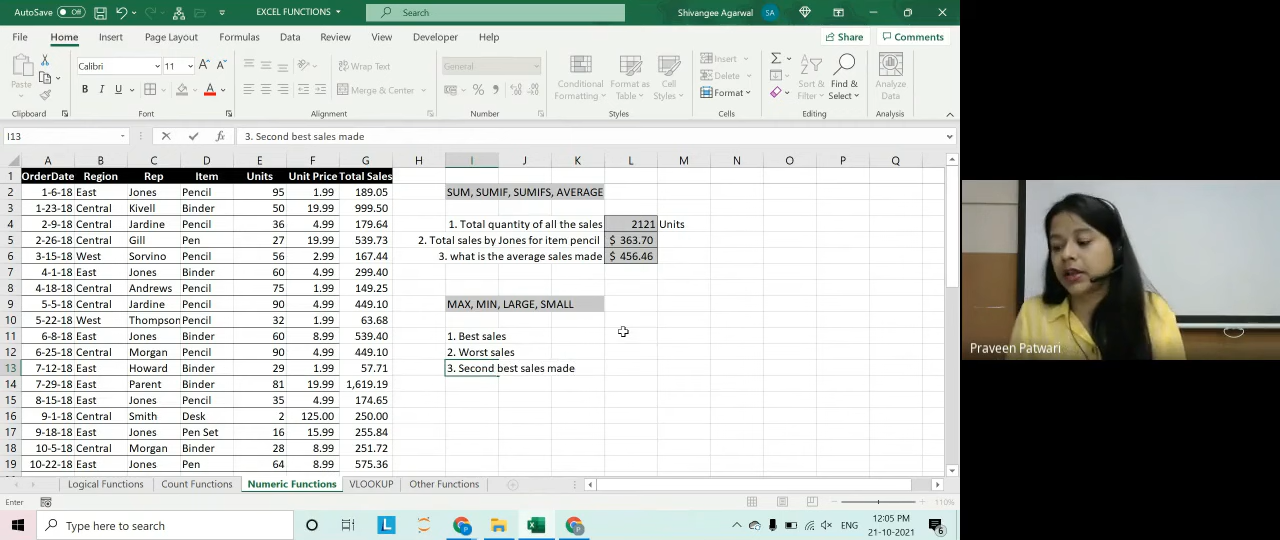 AutoSave Off EXCEL FUNCTIONS Search Shivangee Agarwal SA
File Home Insert Page Layout Formulas Data Review View Developer Help Share Comments
Paste Calibri 11 A A Wrap Text General Insert Delete Format Conditional Formatting Format as Table Cell Styles Sort & Filter Find & Select Analyze Data
B I U A Merge & Center % 9
Clipboard Font Alignment Number Styles Cells Editing Analysis
I13 fx 3. Second best sales made
A B C D E F G H I J K L M N O P Q
1 OrderDate Region Rep Item Units Unit Price Total Sales
2 1-6-18 East Jones Pencil 95 1.99 189.05 SUM, SUMIF, SUMIFS, AVERAGE
3 1-23-18 Central Kivell Binder 50 19.99 999.50
4 2-9-18 Central Jardine Pencil 36 4.99 179.64 1. Total quantity of all the sales 2121 Units
5 2-26-18 Central Gill Pen 27 19.99 539.73 2. Total sales by Jones for item pencil $ 363.70
6 3-15-18 West Sorvino Pencil 56 2.99 167.44 3. what is the average sales made $ 456.46
7 4-1-18 East Jones Binder 60 4.99 299.40
8 4-18-18 Central Andrews Pencil 75 1.99 149.25
9 5-5-18 Central Jardine Pencil 90 4.99 449.10 MAX, MIN, LARGE, SMALL
10 5-22-18 West Thompson Pencil 32 1.99 63.68
11 6-8-18 East Jones Binder 60 8.99 539.40 1. Best sales
12 6-25-18 Central Morgan Pencil 90 4.99 449.10 2. Worst sales
13 7-12-18 East Howard Binder 29 1.99 57.71 3. Second best sales made
14 7-29-18 East Parent Binder 81 19.99 1,619.19
15 8-15-18 East Jones Pencil 35 4.99 174.65
16 9-1-18 Central Smith Desk 2 125.00 250.00
17 9-18-18 East Jones Pen Set 16 15.99 255.84
18 10-5-18 Central Morgan Binder 28 8.99 251.72
19 10-22-18 East Jones Pen 64 8.99 575.36
Logical Functions Count Functions Numeric Functions VLOOKUP Other Functions
Enter 110%
Type here to search L ENG 12:05 PM 21-10-2021 6
Praveen Patwari